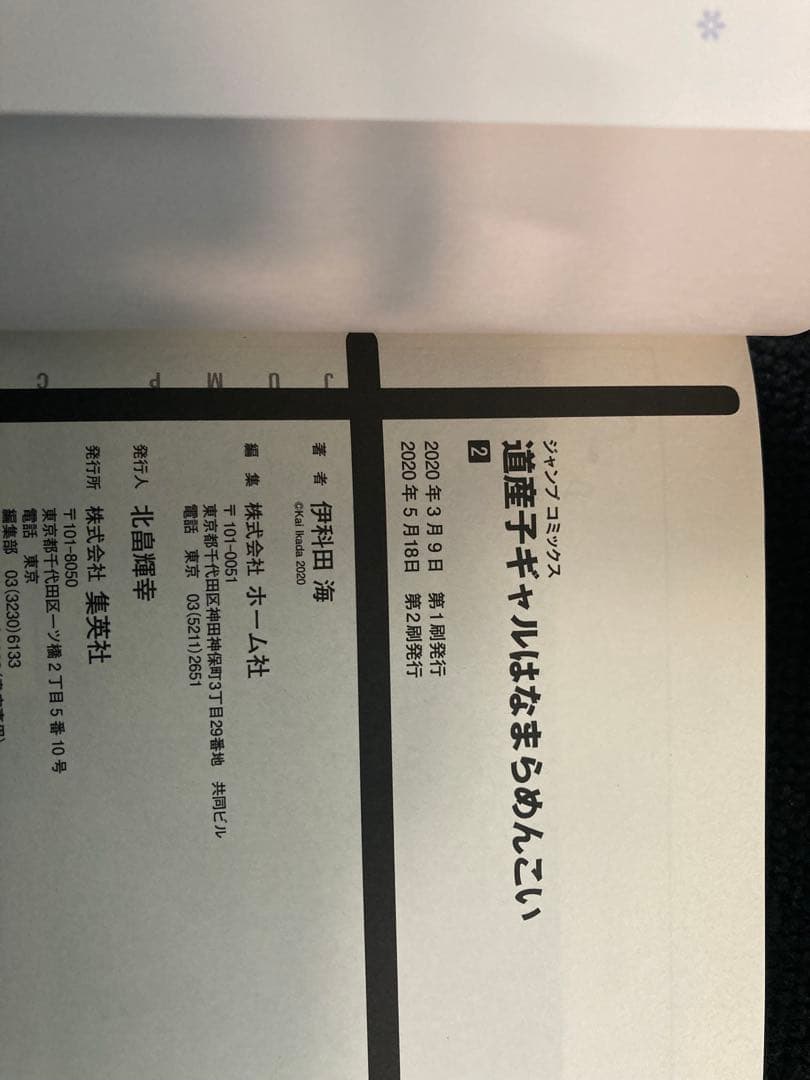 JUMP C
ジャンプ コミックス
道産子ギャルはなまらめんこい
2
2020年3月9日 第1刷発行
2020年5月18日 第2刷発行
著者 伊科田 海
©Kai Ikada 2020
編集 株式会社 ホーム社
〒101-0051
東京都千代田区神田神保町3丁目29番地 共同ビル
電話 東京 03(5211)2651
発行人 北畠輝幸
発行所 株式会社 集英社
〒101-8050
東京都千代田区一ツ橋2丁目5番10号
電話 東京
編集部 03(3230)6133